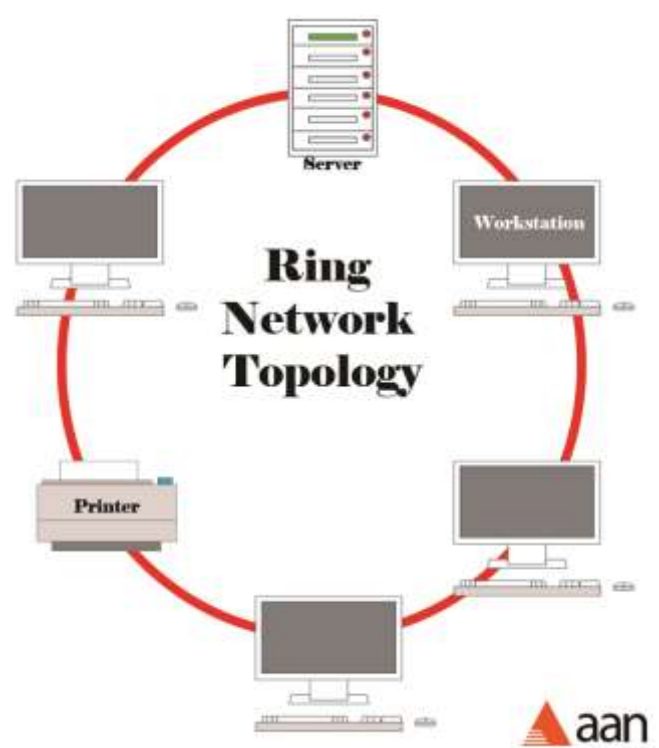 Server
Workstation
Ring
Network
Topology
Printer
aan